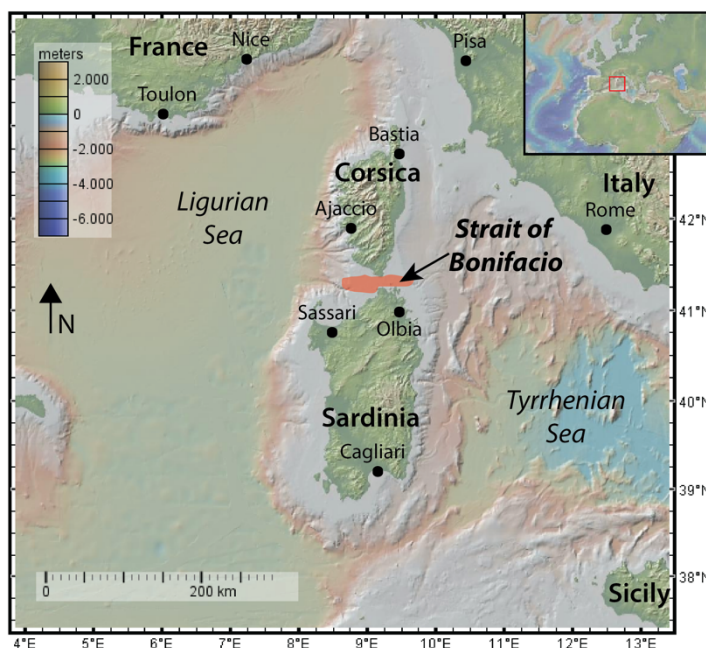 meters
2.000
0
-2.000
-4.000
-6.000
France
Nice
Toulon
Pisa
Bastia
Corsica
Ligurian
Sea
Ajaccio
Italy
Rome
Strait of
Bonifacio
N
Sassari
Olbia
Tyrrhenian
Sea
Sardinia
Cagliari
Sicily
0
200 km
42°N
41°N
40°N
39°N
38°N
4°E
5°E
6°E
7°E
8°E
9°E
10°E
11°E
12°E
13°E